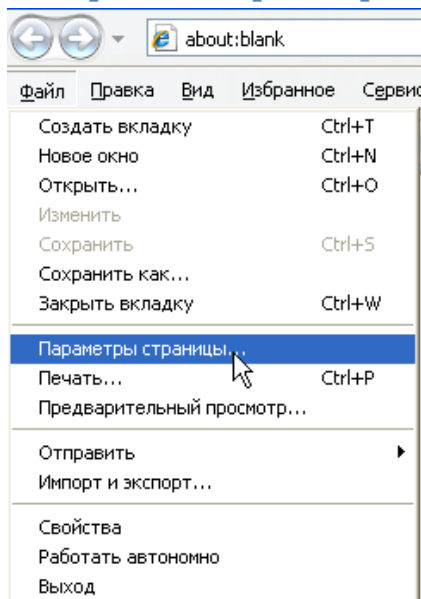 about:blank
Файл Правка Вид Избранное Сервис
Создать вкладку Ctrl+T
Новое окно Ctrl+N
Открыть... Ctrl+O
Изменить
Сохранить Ctrl+S
Сохранить как...
Закрыть вкладку Ctrl+W
Параметры страницы...
Печать... Ctrl+P
Предварительный просмотр...
Отправить
Импорт и экспорт...
Свойства
Работать автономно
Выход